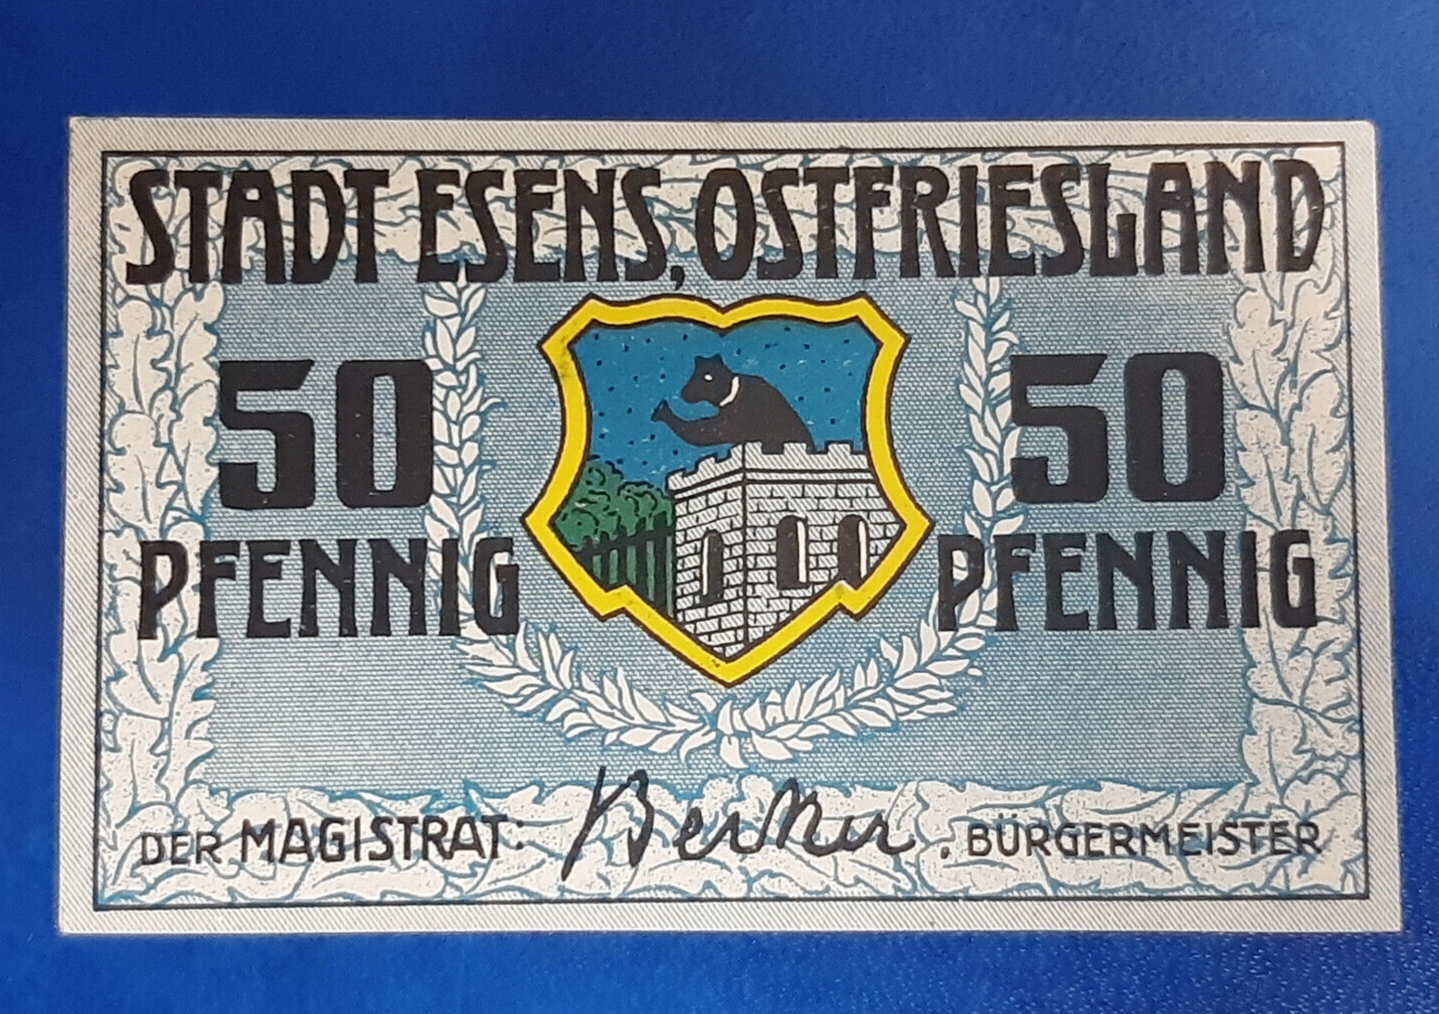 STADT ESENS, OSTFRIESLAND
50 50
PFENNIG PFENNIG
DER MAGISTRAT: , BÜRGERMEISTER